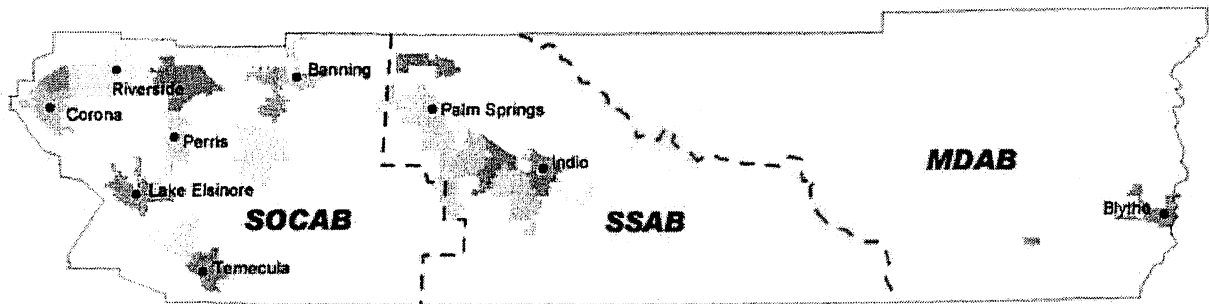 Banning
Riverside
Corona
Palm Springs
Perris
Indio
MDAB
Lake Elsinore
Blythe
SOCAB
SSAB
Temecula